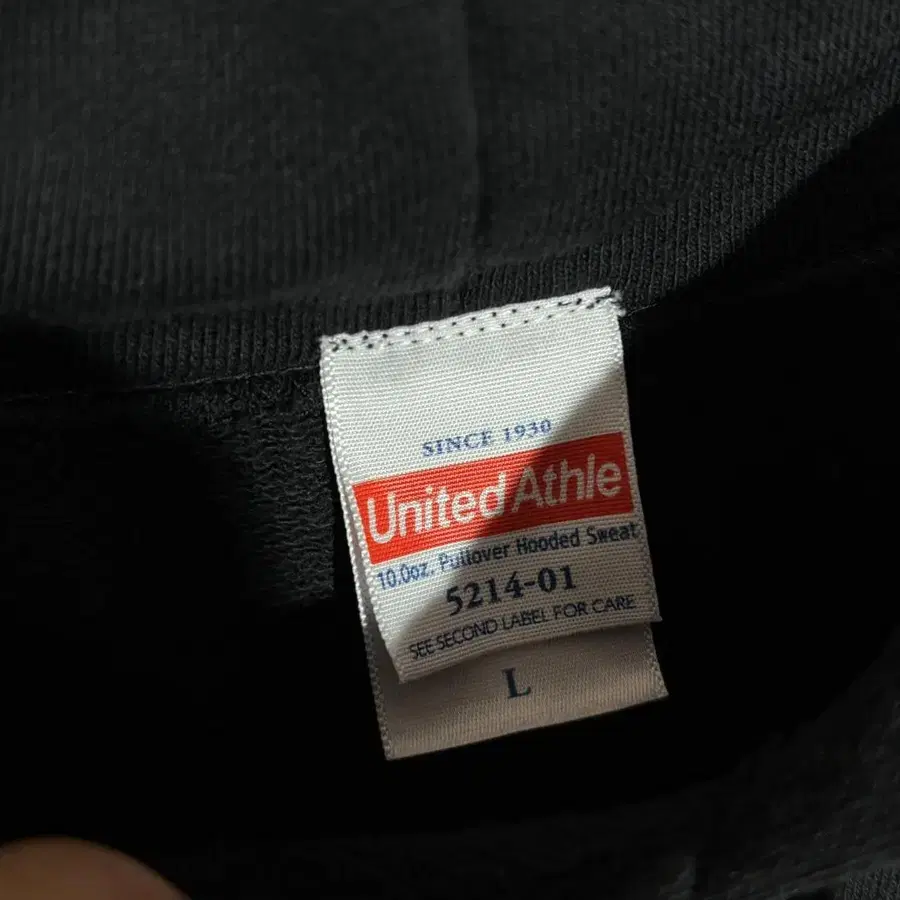 SINCE 1930
United Athle
10.0oz. Pullover Hooded Sweat
5214-01
SEE SECOND LABEL FOR CARE
L